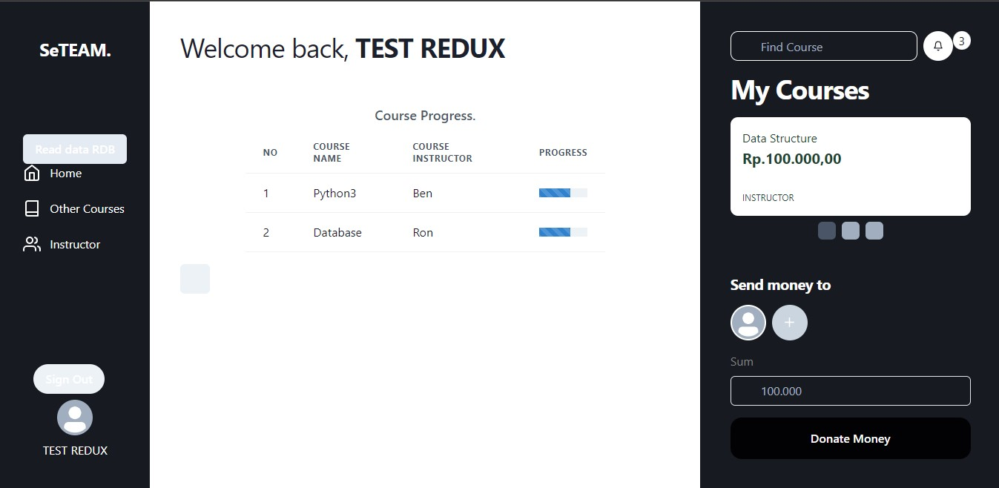 SeTEAM.
Read data RDB
Home
Other Courses
Instructor
Sign Out
TEST REDUX
Welcome back, TEST REDUX
Course Progress.
NO COURSE NAME COURSE INSTRUCTOR PROGRESS
1 Python3 Ben
2 Database Ron
Find Course
3
My Courses
Data Structure
Rp.100.000,00
INSTRUCTOR
Send money to
+
Sum
100.000
Donate Money